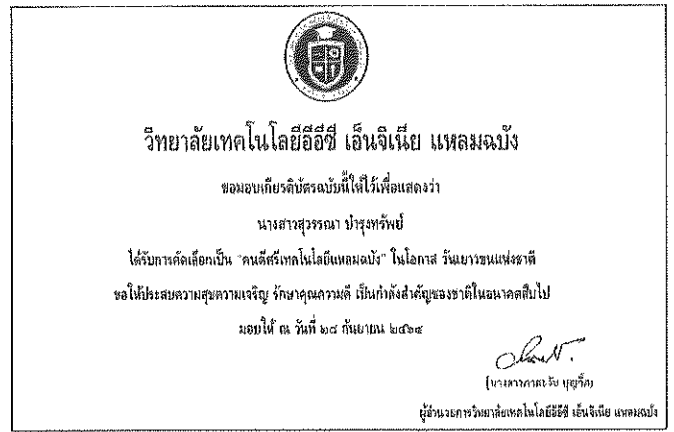 วิทยาลัยเทคโนโลยีอีอีซี เอ็นจิเนีย แหลมฉบัง
ขอมอบเกียรติบัตรฉบับนี้ให้ไว้เพื่อแสดงว่า
นางสาวสุวรรณา บำรุงทรัพย์
ได้รับการคัดเลือกเป็น "คนดีศรีเทคโนโลยีแหลมฉบัง" ในโอกาส วันเยาวชนแห่งชาติ
ขอให้ประสบความสุขความเจริญ รักษาคุณความดี เป็นกำลังสำคัญของชาติในอนาคตสืบไป
มอบให้ ณ วันที่ ๒๘ กันยายน ๒๕๖๔
ผู้อำนวยการวิทยาลัยเทคโนโลยีอีอีซี เอ็นจิเนีย แหลมฉบัง